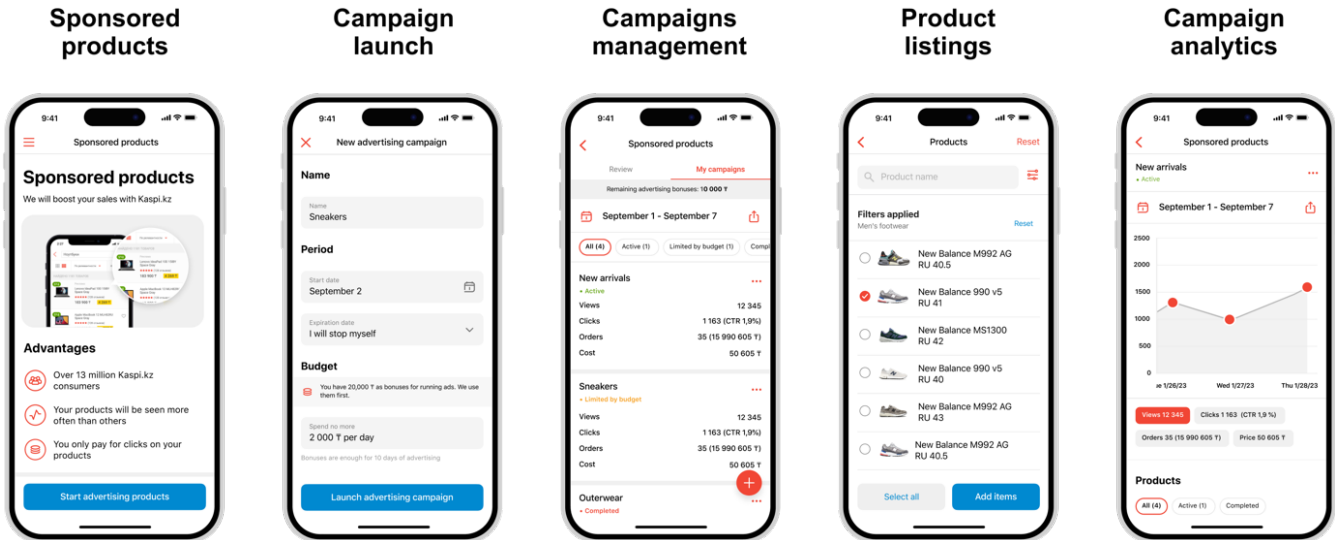 Sponsored
products
Campaign
launch
Campaigns
management
Product
listings
Campaign
analytics
9:41
Sponsored products
Sponsored products
We will boost your sales with Kaspi.kz
Advantages
Over 13 million Kaspi.kz
consumers
Your products will be seen more
often than others
You only pay for clicks on your
products
Start advertising products
9:41
New advertising campaign
Name
Name
Sneakers
Period
Start date
September 2
Expiration date
I will stop myself
Budget
You have 20,000 ₸ as bonuses for running ads. We use
them first.
Spend no more
2 000 ₸ per day
Bonuses are enough for 10 days of advertising
Launch advertising campaign
9:41
Sponsored products
Review
My campaigns
Remaining advertising bonuses: 10 000 ₸
September 1 - September 7
All (4)
Active (1)
Limited by budget (1)
Compl
New arrivals
• Active
Views 12 345
Clicks 1 163 (CTR 1,9%)
Orders 35 (15 990 605 ₸)
Cost 50 605 ₸
Sneakers
• Limited by budget
Views 12 345
Clicks 1 163 (CTR 1,9%)
Orders 35 (15 990 605 ₸)
Cost 50 605 ₸
Outerwear
• Completed
9:41
Products
Reset
Product name
Filters applied
Men's footwear
Reset
New Balance M992 AG
RU 40.5
New Balance 990 v5
RU 41
New Balance MS1300
RU 42
New Balance 990 v5
RU 40
New Balance M992 AG
RU 43
New Balance M992 AG
RU 40.5
Select all
Add items
9:41
Sponsored products
New arrivals
• Active
September 1 - September 7
2500
2000
1500
1000
500
0
ue 1/26/23
Wed 1/27/23
Thu 1/28/23
Views 12 345
Clicks 1 163 (CTR 1,9 %)
Orders 35 (15 990 605 ₸)
Price 50 605 ₸
Products
All (4)
Active (1)
Completed